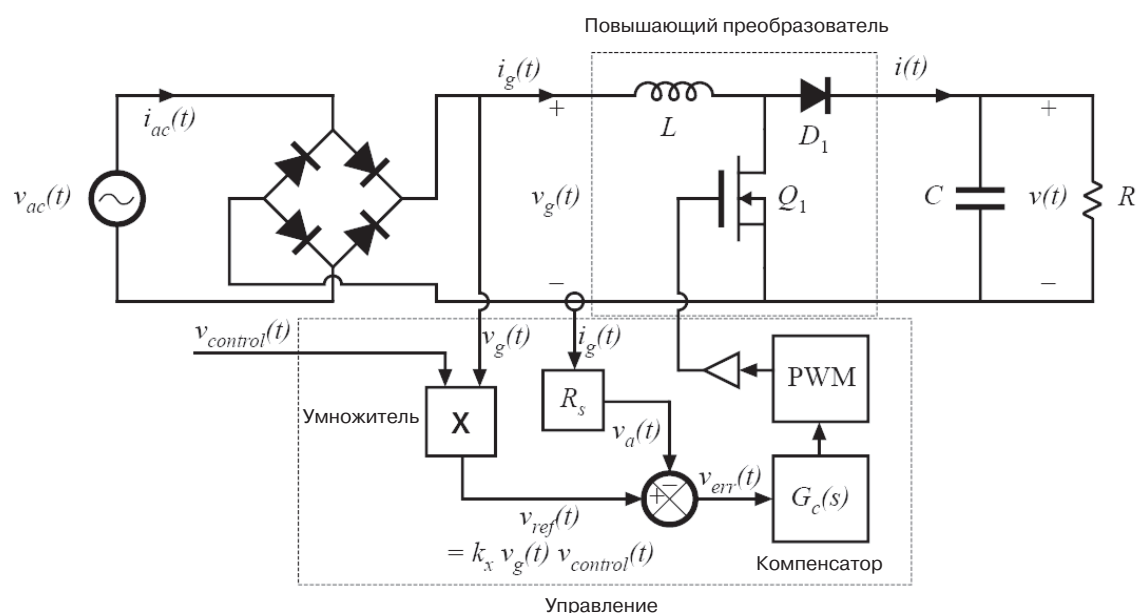 Повышающий преобразователь
i_g(t)
i(t)
i_ac(t)
+
+
L
D_1
v_ac(t)
v_g(t)
Q_1
C
v(t)
R
–
–
v_control(t)
v_g(t)
i_g(t)
PWM
R_s
Умножитель
X
v_a(t)
–
+
v_err(t)
G_c(s)
v_ref(t)
= k_x v_g(t) v_control(t)
Компенсатор
Управление